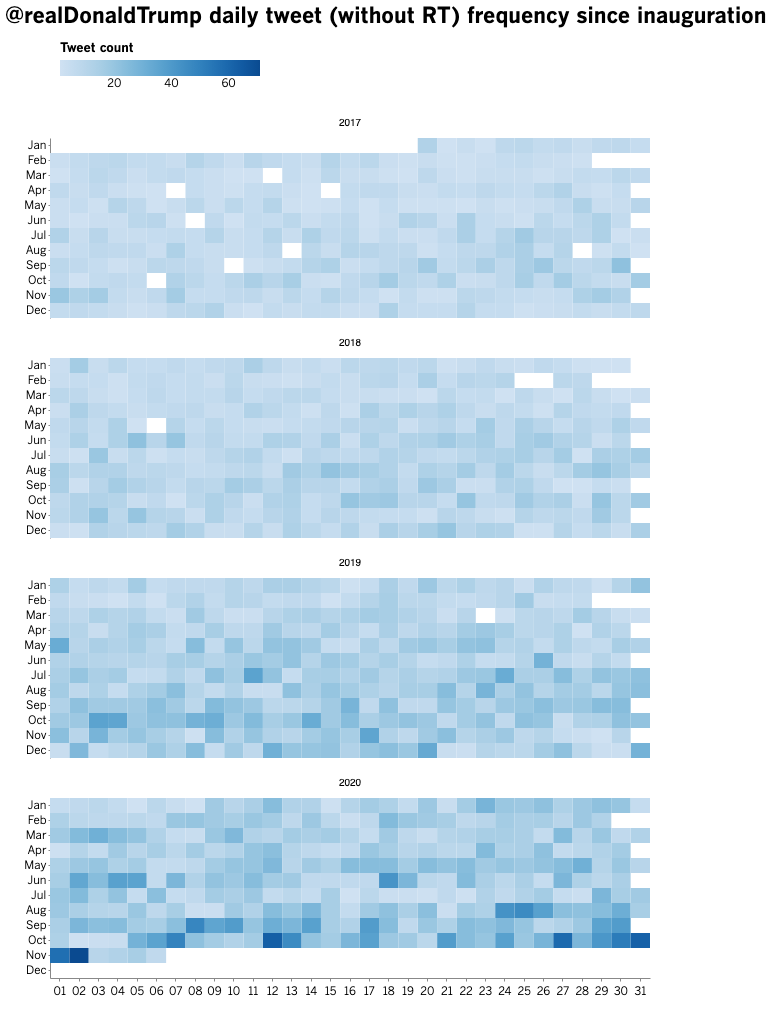 @realDonaldTrump daily tweet (without RT) frequency since inauguration
Tweet count
20 40 60
2017
Jan
Feb
Mar
Apr
May
Jun
Jul
Aug
Sep
Oct
Nov
Dec
2018
Jan
Feb
Mar
Apr
May
Jun
Jul
Aug
Sep
Oct
Nov
Dec
2019
Jan
Feb
Mar
Apr
May
Jun
Jul
Aug
Sep
Oct
Nov
Dec
2020
Jan
Feb
Mar
Apr
May
Jun
Jul
Aug
Sep
Oct
Nov
Dec
01 02 03 04 05 06 07 08 09 10 11 12 13 14 15 16 17 18 19 20 21 22 23 24 25 26 27 28 29 30 31